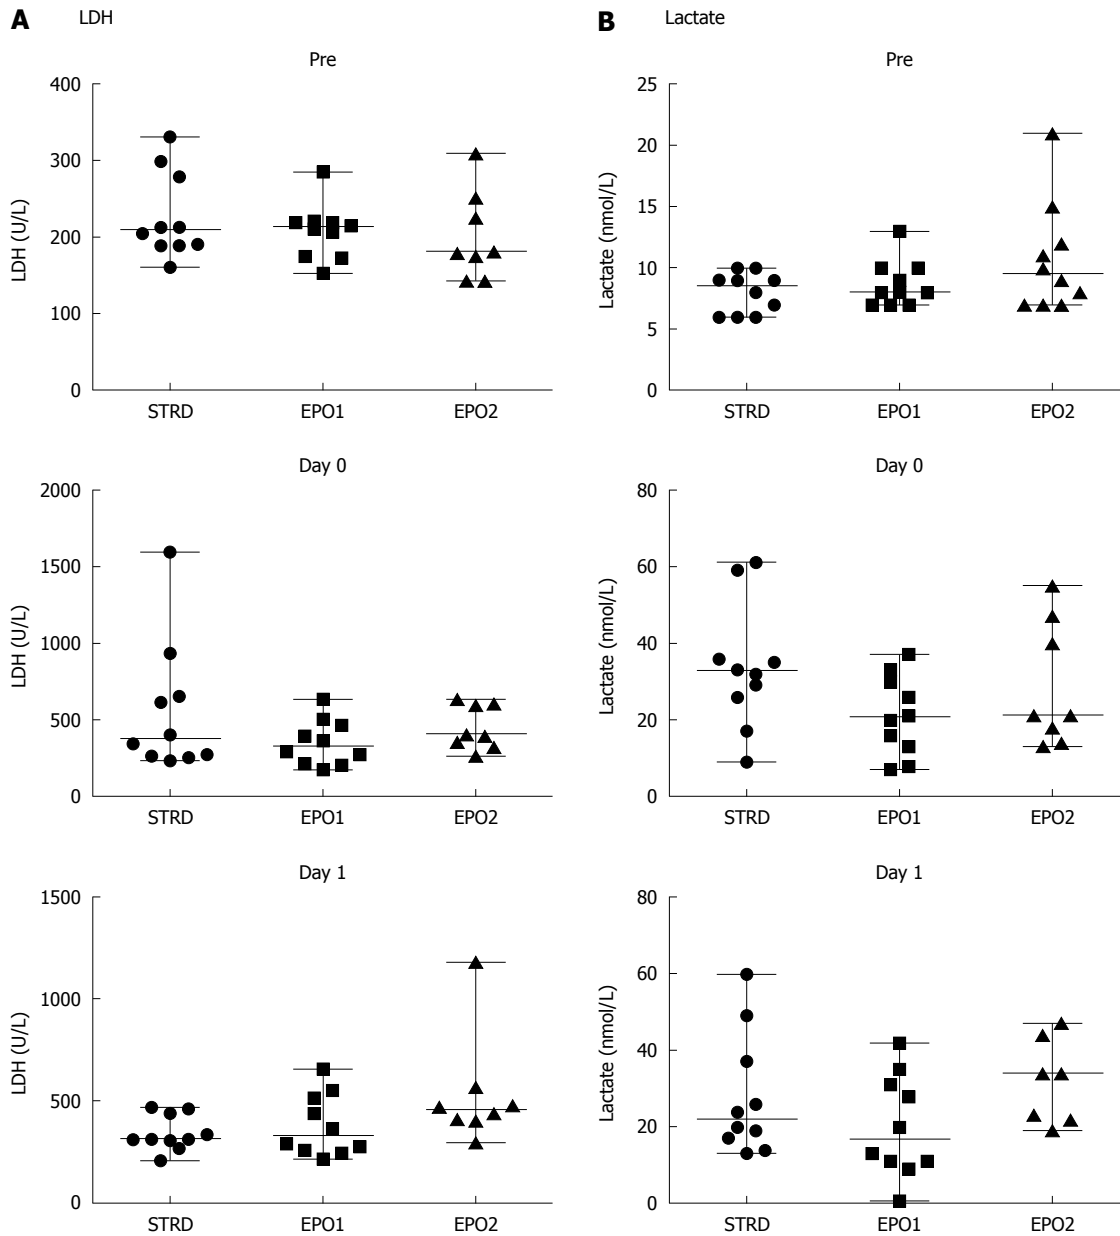 A LDH
Pre
LDH (U/L)
400
300
200
100
0
STRD EPO1 EPO2
Day 0
LDH (U/L)
2000
1500
1000
500
0
STRD EPO1 EPO2
Day 1
LDH (U/L)
1500
1000
500
0
STRD EPO1 EPO2
B Lactate
Pre
Lactate (nmol/L)
25
20
15
10
5
0
STRD EPO1 EPO2
Day 0
Lactate (nmol/L)
80
60
40
20
0
STRD EPO1 EPO2
Day 1
Lactate (nmol/L)
80
60
40
20
0
STRD EPO1 EPO2